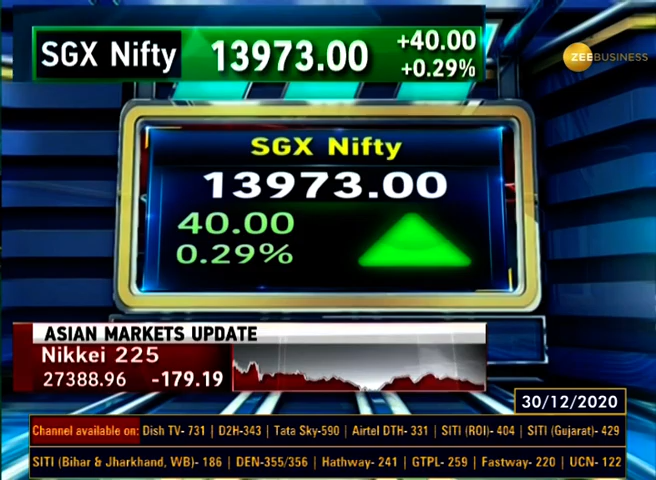 SGX Nifty 13973.00 +40.00
+0.29%
ZEEBUSINESS
SGX Nifty
13973.00
40.00
0.29%
ASIAN MARKETS UPDATE
Nikkei 225
27388.96 -179.19
30/12/2020
Channel available on: Dish TV- 731 | D2H-343 | Tata Sky-590 | Airtel DTH- 331 | SITI (ROI)- 404 | SITI (Gujarat)- 429
SITI (Bihar & Jharkhand, WB)- 186 | DEN-355/356 | Hathway- 241 | GTPL- 259 | Fastway- 220 | UCN- 122